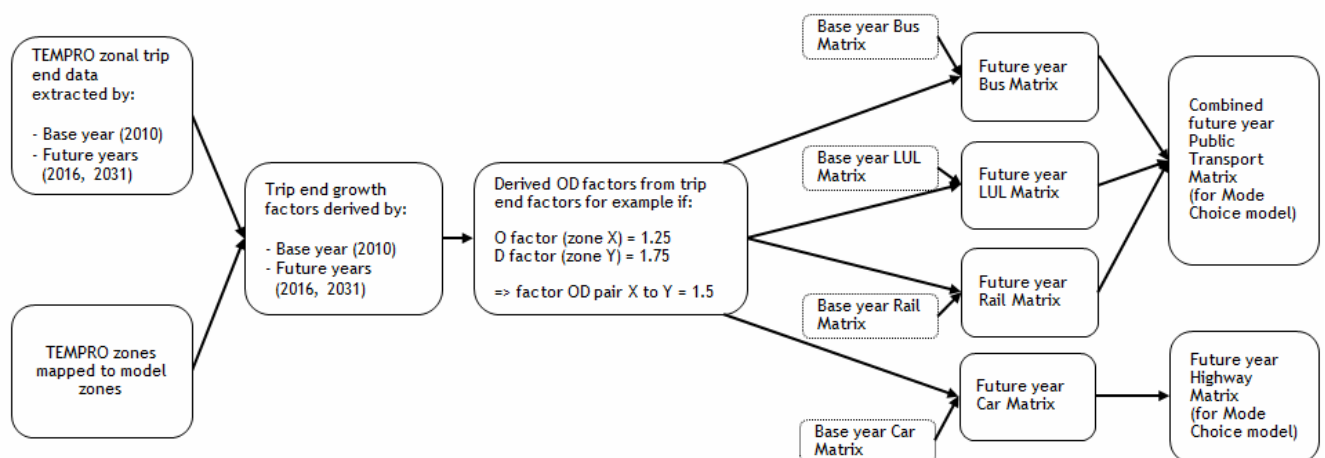 TEMPRO zonal trip
end data
extracted by:
- Base year (2010)
- Future years
(2016, 2031)
TEMPRO zones
mapped to model
zones
Trip end growth
factors derived by:
- Base year (2010)
- Future years
(2016, 2031)
Derived OD factors from trip
end factors for example if:
O factor (zone X) = 1.25
D factor (zone Y) = 1.75
=> factor OD pair X to Y = 1.5
Base year Bus
Matrix
Base year LUL
Matrix
Base year Rail
Matrix
Base year Car
Matrix
Future year
Bus Matrix
Future year
LUL Matrix
Future year
Rail Matrix
Future year
Car Matrix
Combined
future year
Public
Transport
Matrix
(for Mode
Choice model)
Future year
Highway
Matrix
(for Mode
Choice model)